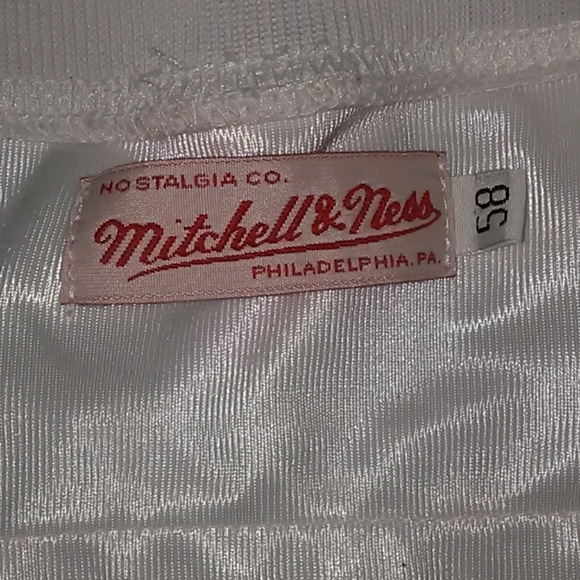 NOSTALGIA CO.
Mitchell & Ness
PHILADELPHIA, PA.
58